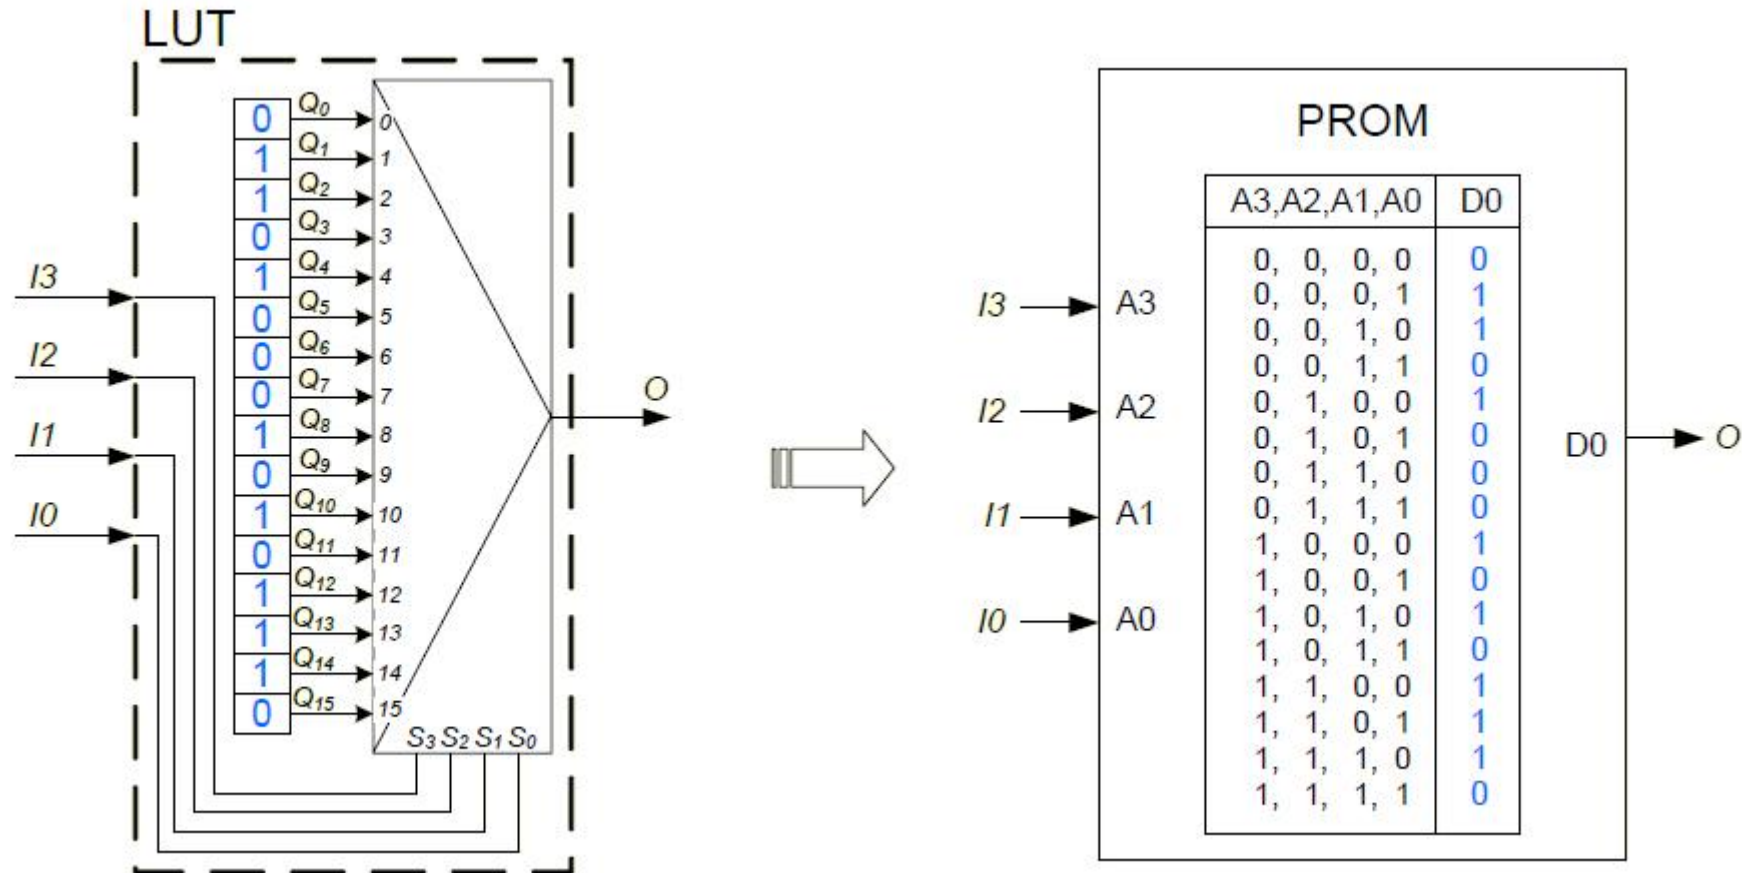 LUT
0 Q0 0
1 Q1 1
1 Q2 2
0 Q3 3
1 Q4 4
0 Q5 5
0 Q6 6
0 Q7 7
1 Q8 8
0 Q9 9
1 Q10 10
0 Q11 11
1 Q12 12
1 Q13 13
1 Q14 14
0 Q15 15
S3 S2 S1 S0
I3
I2
I1
I0
O
PROM
A3,A2,A1,A0 D0
0, 0, 0, 0 0
0, 0, 0, 1 1
0, 0, 1, 0 1
0, 0, 1, 1 0
0, 1, 0, 0 1
0, 1, 0, 1 0
0, 1, 1, 0 0
0, 1, 1, 1 0
1, 0, 0, 0 1
1, 0, 0, 1 0
1, 0, 1, 0 1
1, 0, 1, 1 0
1, 1, 0, 0 1
1, 1, 0, 1 1
1, 1, 1, 0 1
1, 1, 1, 1 0
I3 A3
I2 A2
I1 A1
I0 A0
D0 O